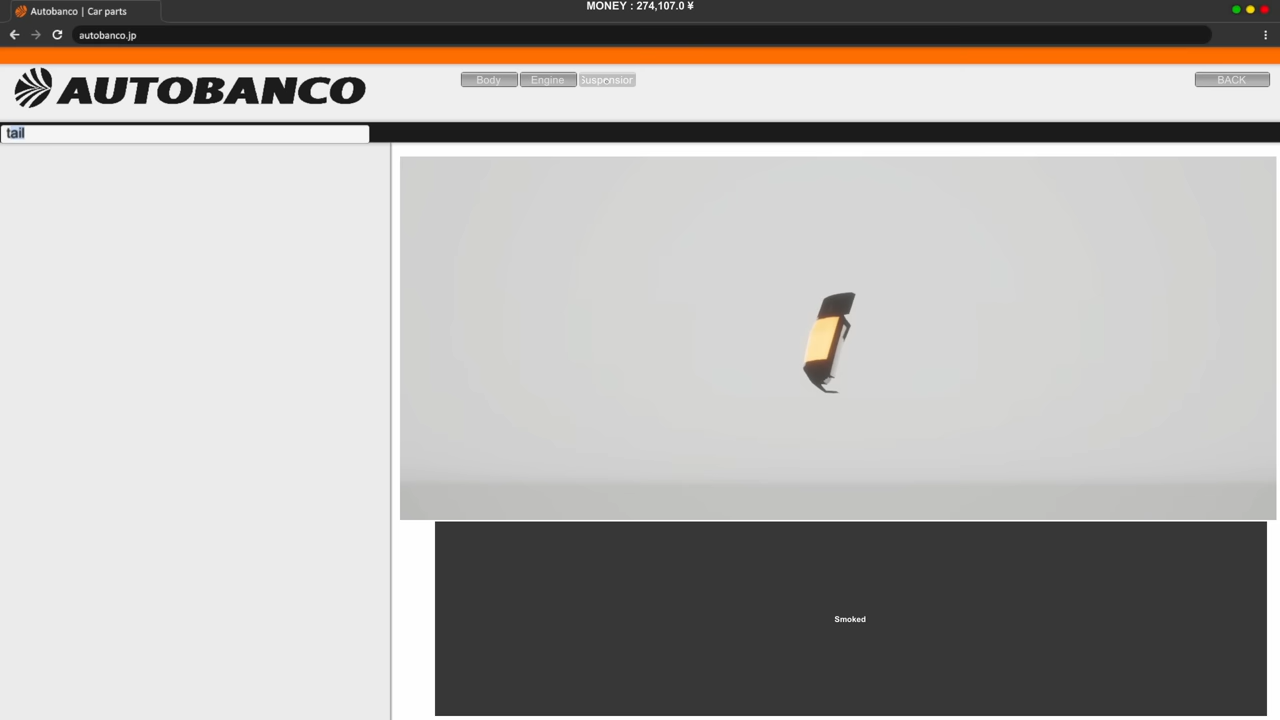 MONEY : 274,107.0 ¥
Autobanco | Car parts
autobanco.jp
AUTOBANCO
Body
Engine
Suspension
BACK
tail
Smoked